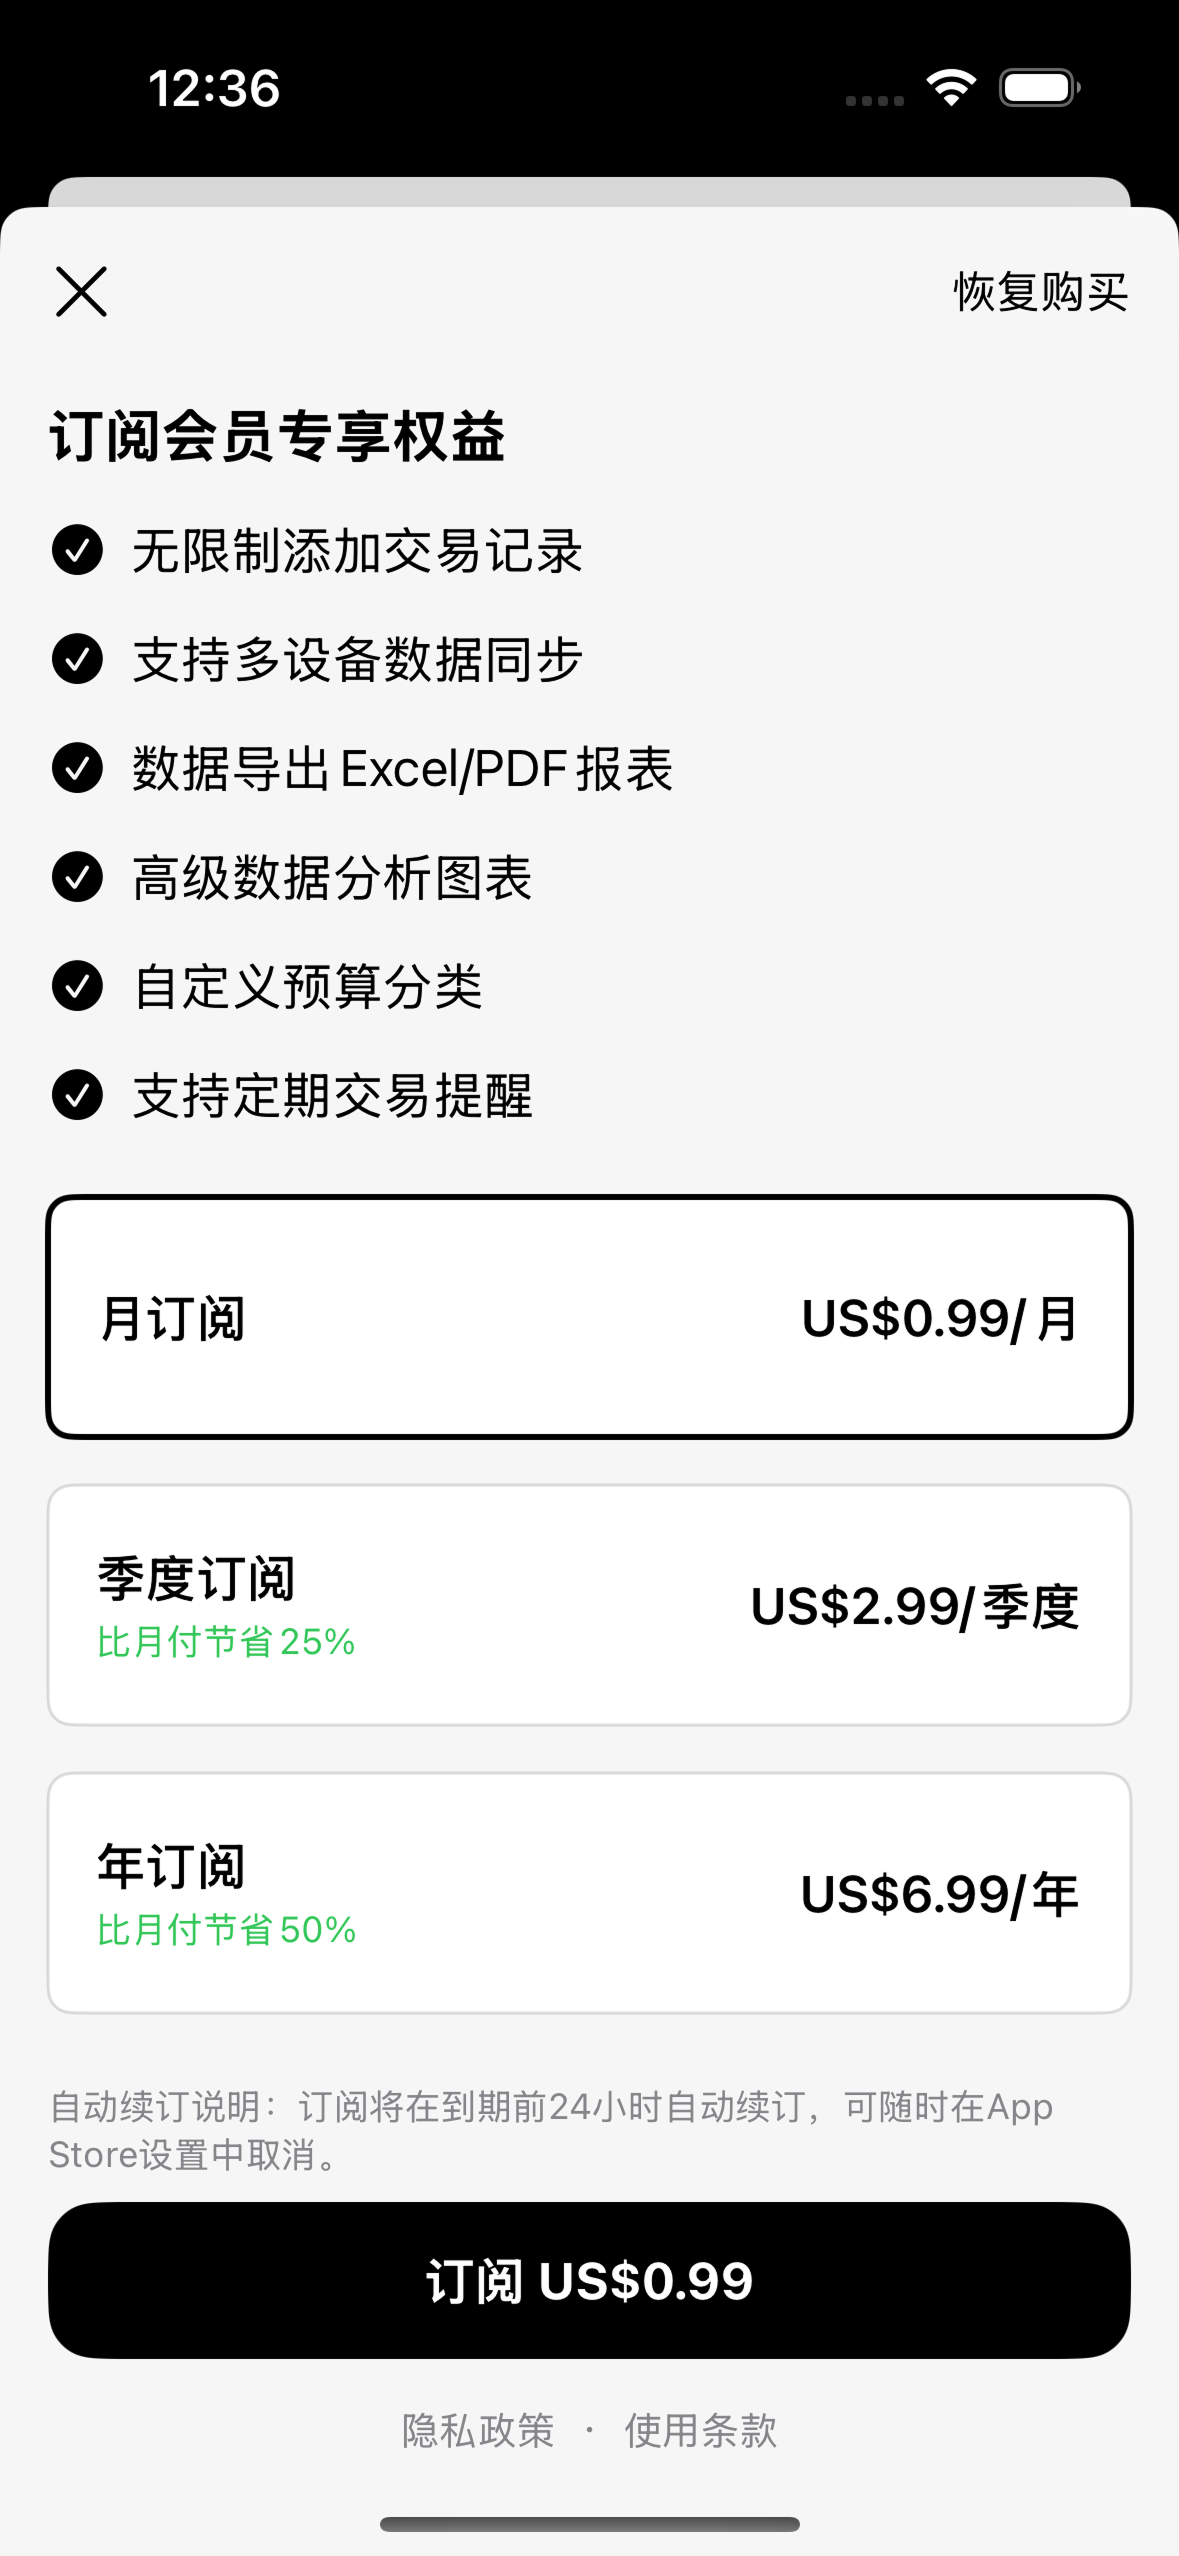 12:36
恢复购买
订阅会员专享权益
无限制添加交易记录
支持多设备数据同步
数据导出 Excel/PDF 报表
高级数据分析图表
自定义预算分类
支持定期交易提醒
月订阅
US$0.99/ 月
季度订阅
比月付节省 25%
US$2.99/ 季度
年订阅
比月付节省 50%
US$6.99/ 年
自动续订说明：订阅将在到期前24小时自动续订，可随时在App
Store设置中取消。
订阅 US$0.99
隐私政策 · 使用条款